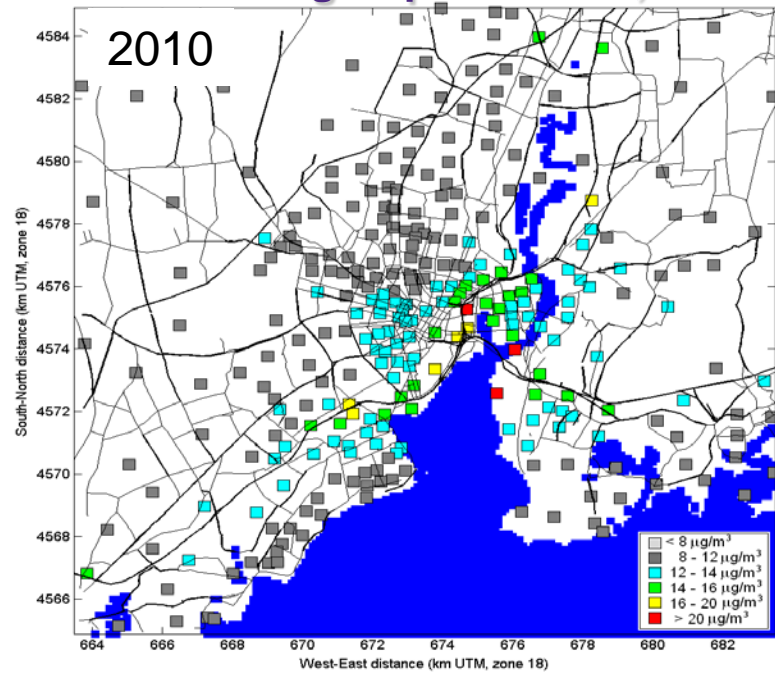 2010
4584
4582
4580
4578
4576
4574
4572
4570
4568
4566
South-North distance (km UTM, zone 18)
< 8 µg/m³
8 - 12 µg/m³
12 - 14 µg/m³
14 - 16 µg/m³
16 - 20 µg/m³
> 20 µg/m³
664 666 668 670 672 674 676 678 680 682
West-East distance (km UTM, zone 18)